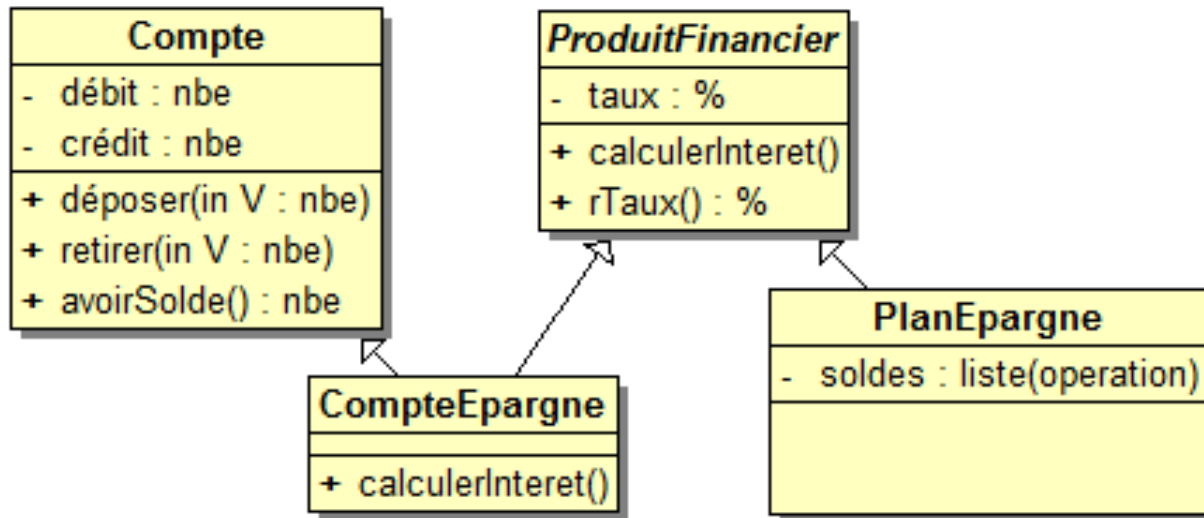 Compte
- débit : nbe
- crédit : nbe
+ déposer(in V : nbe)
+ retirer(in V : nbe)
+ avoirSolde() : nbe
ProduitFinancier
- taux : %
+ calculerInteret()
+ rTaux() : %
CompteEpargne
+ calculerInteret()
PlanEpargne
- soldes : liste(operation)